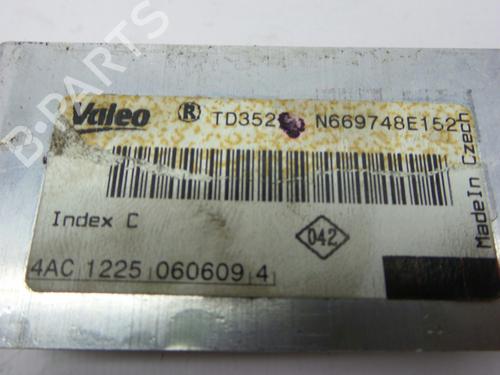 Valeo ® TD352 N669748E152
Index C
042
4AC 1225 060609 4
Made In Czech
B-PARTS